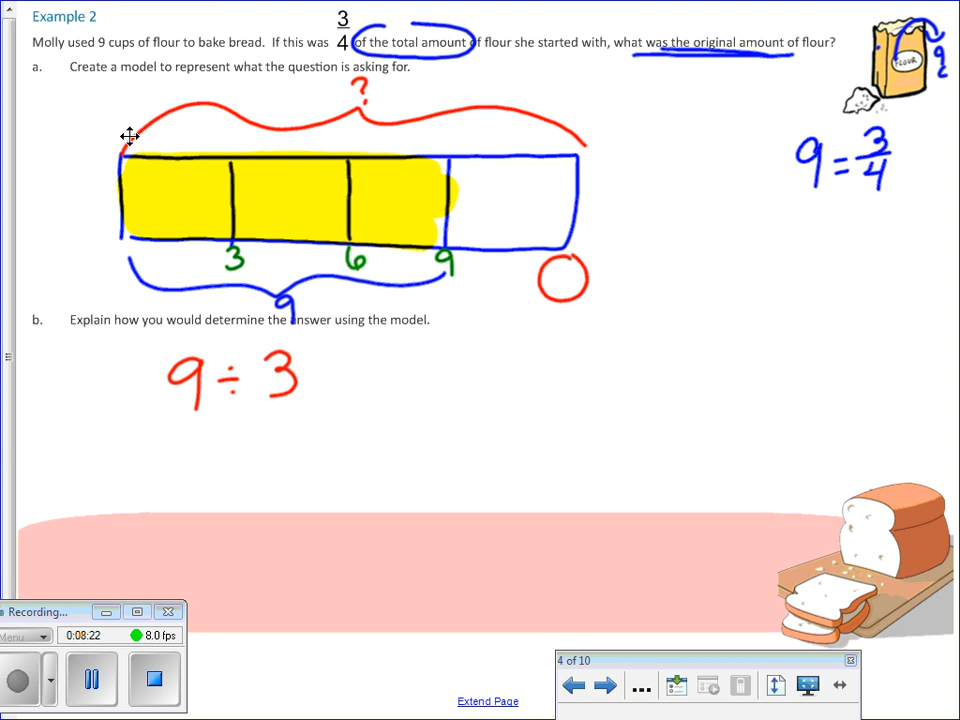 Example 2
Molly used 9 cups of flour to bake bread. If this was 3/4 of the total amount of flour she started with, what was the original amount of flour?
FLOUR
9
c
a. Create a model to represent what the question is asking for.
?
9 = 3/4
3 6 9
9
b. Explain how you would determine the answer using the model.
9 ÷ 3
Recording...
Menu
0:08:22
8.0 fps
4 of 10
...
Extend Page